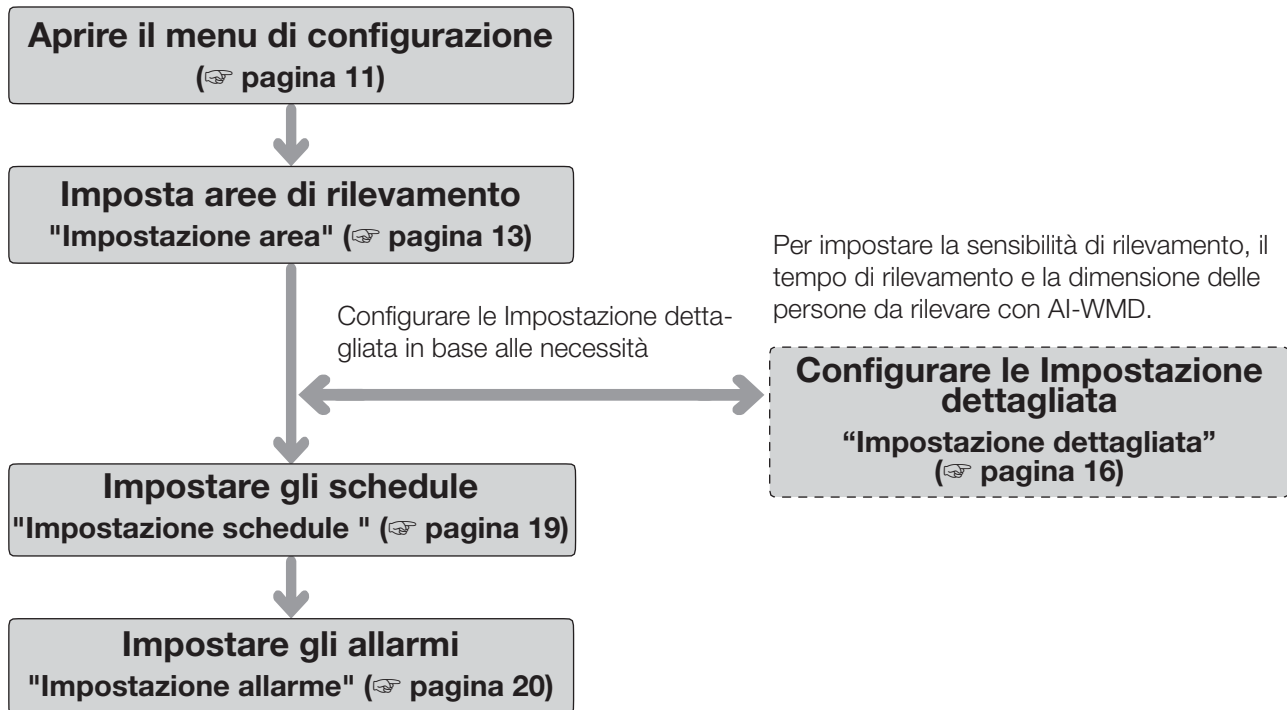 Aprire il menu di configurazione
(☞ pagina 11)
Imposta aree di rilevamento
"Impostazione area" (☞ pagina 13)
Per impostare la sensibilità di rilevamento, il
tempo di rilevamento e la dimensione delle
persone da rilevare con AI-WMD.
Configurare le Impostazione detta-
gliata in base alle necessità
Configurare le Impostazione
dettagliata
“Impostazione dettagliata”
(☞ pagina 16)
Impostare gli schedule
"Impostazione schedule " (☞ pagina 19)
Impostare gli allarmi
"Impostazione allarme" (☞ pagina 20)